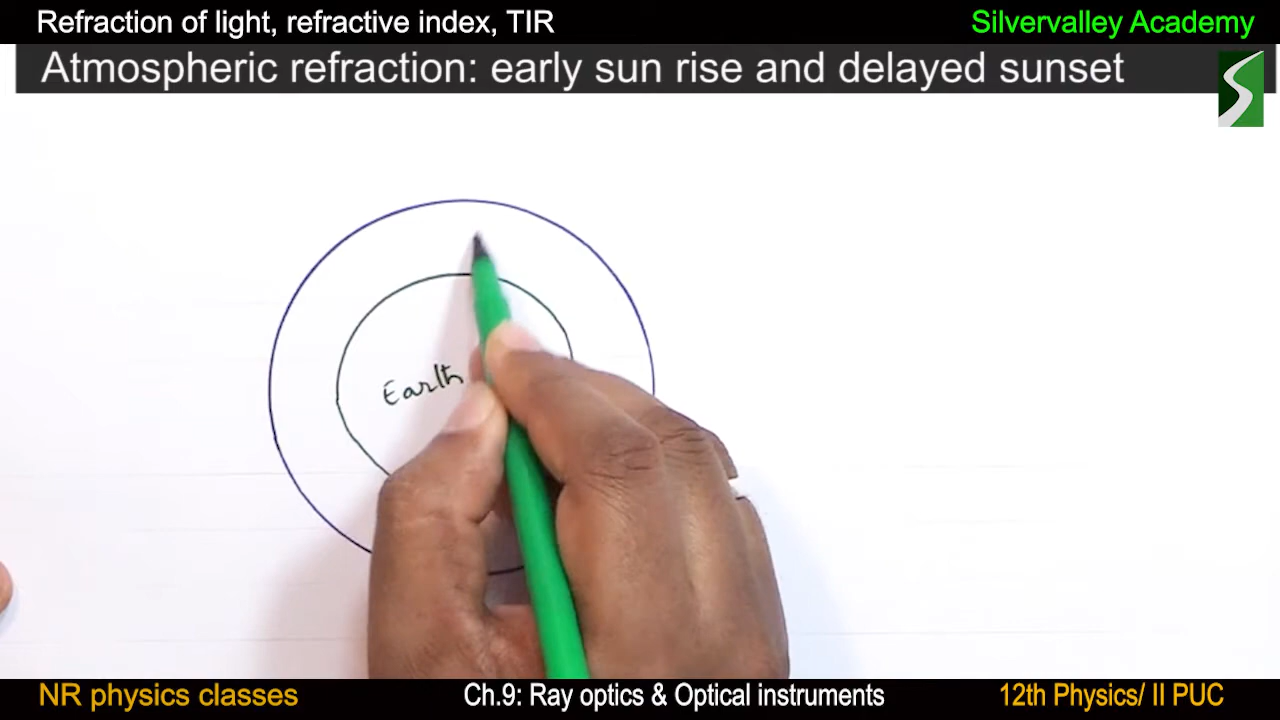 Refraction of light, refractive index, TIR
Silvervalley Academy
Atmospheric refraction: early sun rise and delayed sunset
Earth
NR physics classes
Ch.9: Ray optics & Optical instruments
12th Physics/ II PUC